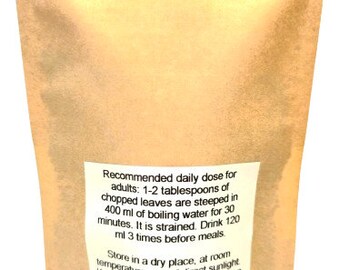 Recommended daily dose for
adults: 1-2 tablespoons of
chopped leaves are steeped in
400 ml of boiling water for 30
minutes. It is strained. Drink 120
ml 3 times before meals.
Store in a dry place, at room
sunlight.